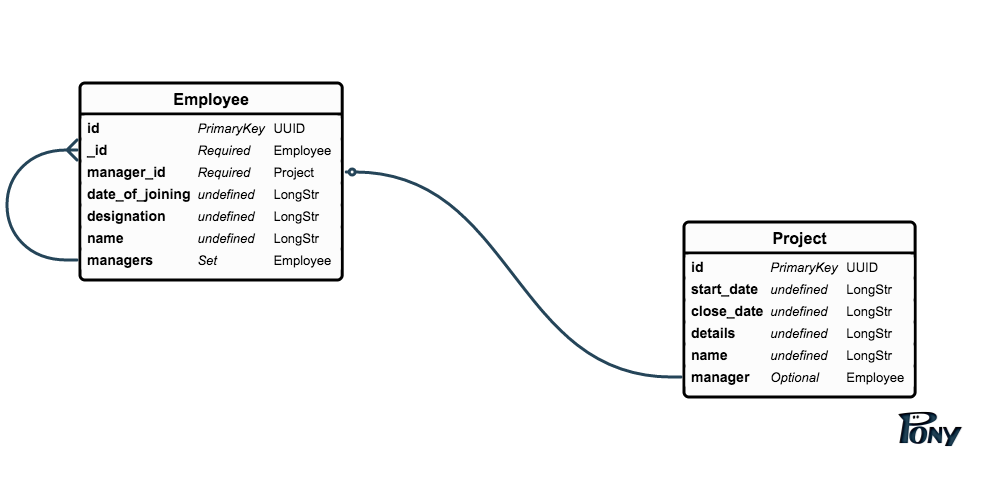 Employee
id PrimaryKey UUID
_id Required Employee
manager_id Required Project
date_of_joining undefined LongStr
designation undefined LongStr
name undefined LongStr
managers Set Employee
Project
id PrimaryKey UUID
start_date undefined LongStr
close_date undefined LongStr
details undefined LongStr
name undefined LongStr
manager Optional Employee
PONY